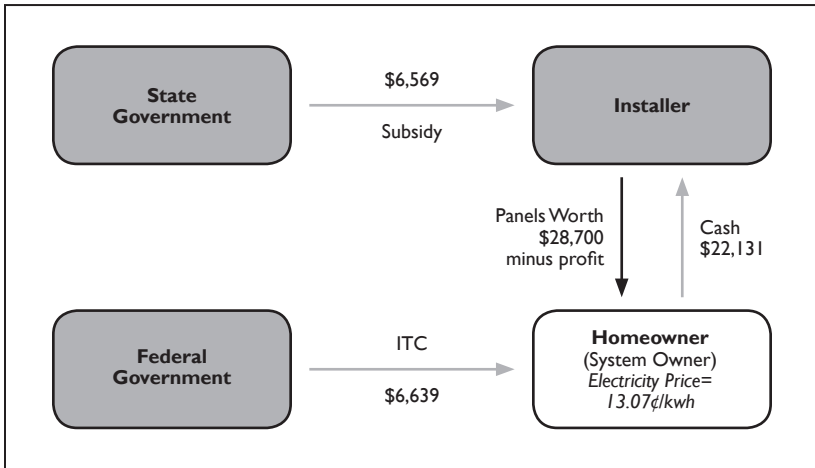 State
Government
$6,569
Subsidy
Installer
Panels Worth
$28,700
minus profit
Cash
$22,131
Federal
Government
ITC
$6,639
Homeowner
(System Owner)
Electricity Price=
13.07¢/kwh